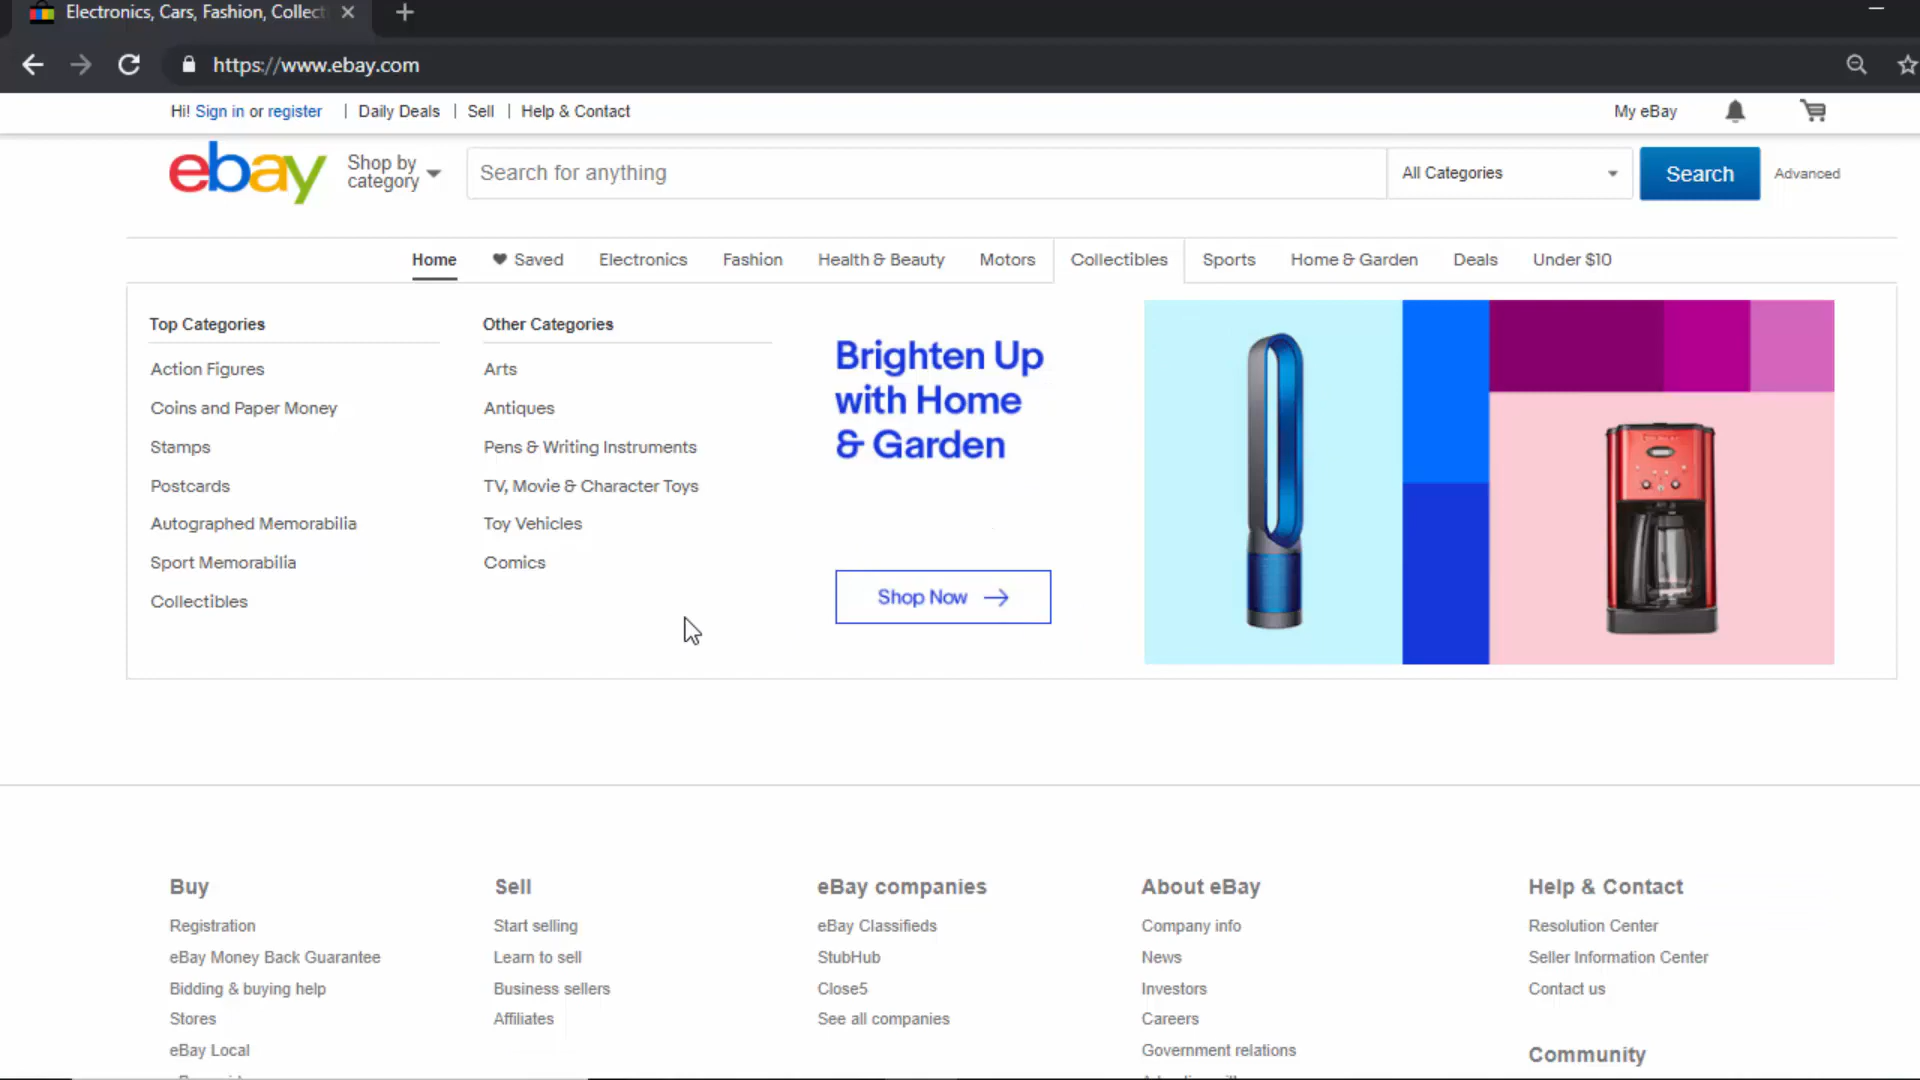 Electronics, Cars, Fashion, Collect
https://www.ebay.com
Hi! Sign in or register | Daily Deals | Sell | Help & Contact
My eBay
ebay
Shop by category
Search for anything
All Categories
Search
Advanced
Home
Saved
Electronics
Fashion
Health & Beauty
Motors
Collectibles
Sports
Home & Garden
Deals
Under $10
Top Categories
Action Figures
Coins and Paper Money
Stamps
Postcards
Autographed Memorabilia
Sport Memorabilia
Collectibles
Other Categories
Arts
Antiques
Pens & Writing Instruments
TV, Movie & Character Toys
Toy Vehicles
Comics
Brighten Up
with Home
& Garden
Shop Now
Buy
Registration
eBay Money Back Guarantee
Bidding & buying help
Stores
eBay Local
Sell
Start selling
Learn to sell
Business sellers
Affiliates
eBay companies
eBay Classifieds
StubHub
Close5
See all companies
About eBay
Company info
News
Investors
Careers
Government relations
Help & Contact
Resolution Center
Seller Information Center
Contact us
Community